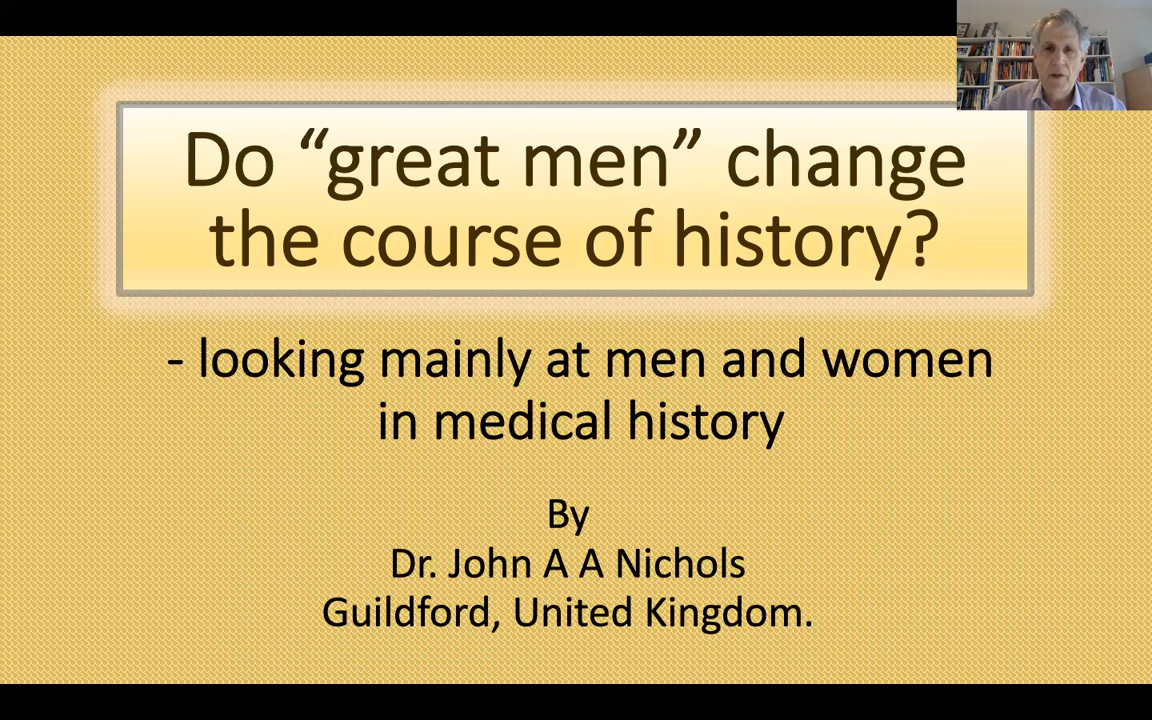 Do “great men” change
the course of history?
- looking mainly at men and women
in medical history
By
Dr. John A A Nichols
Guildford, United Kingdom.